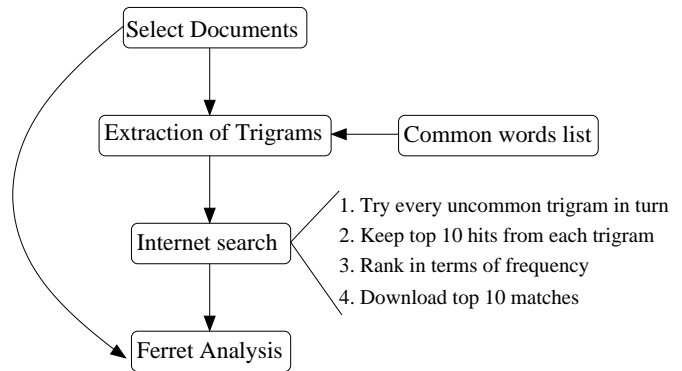 Select Documents
Extraction of Trigrams
Common words list
Internet search
1. Try every uncommon trigram in turn
2. Keep top 10 hits from each trigram
3. Rank in terms of frequency
4. Download top 10 matches
Ferret Analysis